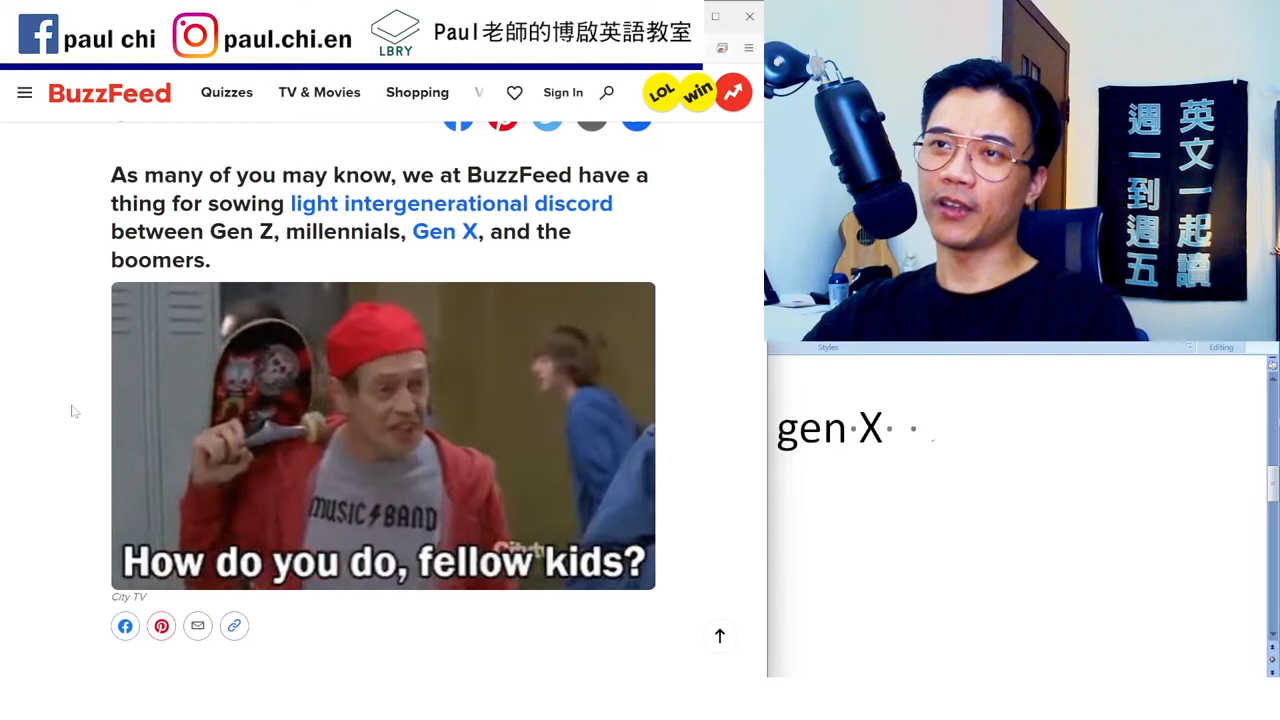 paul chi
paul.chi.en
LBRY
Paul老師的博啟英語教室
BuzzFeed
Quizzes
TV & Movies
Shopping
Sign In
LOL
win
As many of you may know, we at BuzzFeed have a
thing for sowing light intergenerational discord
between Gen Z, millennials, Gen X, and the
boomers.
MUSIC BAND
How do you do, fellow kids?
City TV
英文一起讀
週一到週五
Styles
Editing
gen X